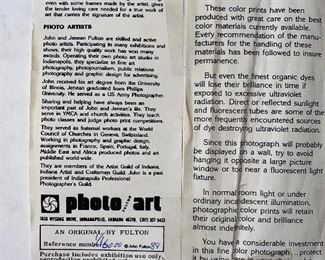 even with some frames made by the artist, gives
the tender loving care needed for a true work of
art that carries the signature of the artist.
PHOTO ARTISTS
John and Jenean Fulton are skilled and active
photo artists. Participating in many exhibitions and
shows, their high quality work has won many
awards. Operating their own photo art studio in
Indianapolis, they specialize in fine art
photography, photojournalism, public relations
photography and graphic design for advertising.
John received his art degree from the University
of Illinois, Jenean graduated from Phillips
University. He served as a US Army Photographer.
Sharing and helping have always been an
important part of John and Jenean's life. They
serve in YMCA and church activities. They teach
photo classes and judge photo print competitions.
They served as fraternal workers at the World
Council of Churches in Geneva, Switzerland.
Working in photography and graphic design,
assignments in France, Spain, Portugal, Italy,
Middle East and Africa provided photos and art
published world-wide.
They are members of the Artist Guild of Indiana,
Indiana Artist and Craftsmen Guild. John is a past
president of Indianapolis Professional
Photographer's Guild.
photo art
INDIANAPOLIS, INDIANA
AN ORIGINAL BY FULTON
Reference number
© John Fulton 89
Purchase includes exhibition use only,
These color prints have been
produced with great care on the best
color materials currently available.
Every recommendation of the manu-
facturers for the handling of these
materials has been followed to insure
permanence.
But even the finest organic dyes
will lose their brilliance in time if
exposed to excessive ultraviolet
radiation. Direct or reflected sunlight
and fluorescent tubes are some of the
more frequently encountered sources
of dye destroying ultraviolet radiation.
Since this photograph will probably
be displayed on a wall, try to avoid
hanging it opposite a large picture
window or too near a fluorescent light
fixture.
In normal room light or under
ordinary incandescent illumination,
photographic color prints will retain
their original color and brilliance
almost indefinitely.
You have a considerable investment
in this fine color photograph...protect